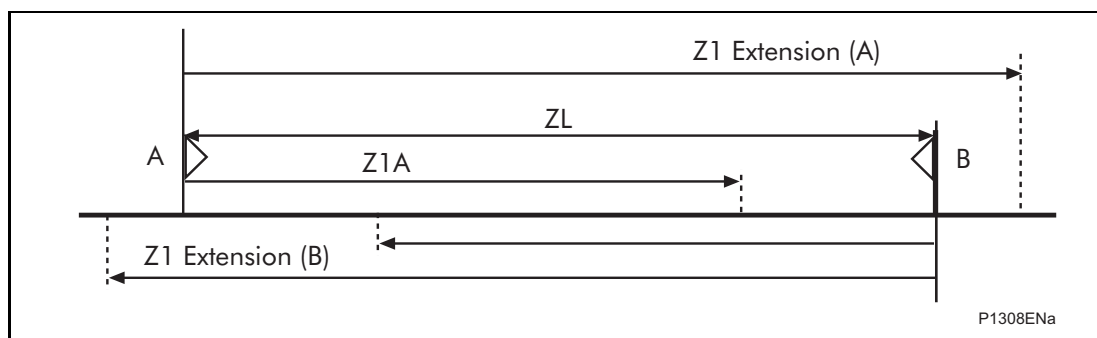 Z1 Extension (A)
ZL
A
B
Z1A
Z1 Extension (B)
P1308ENa